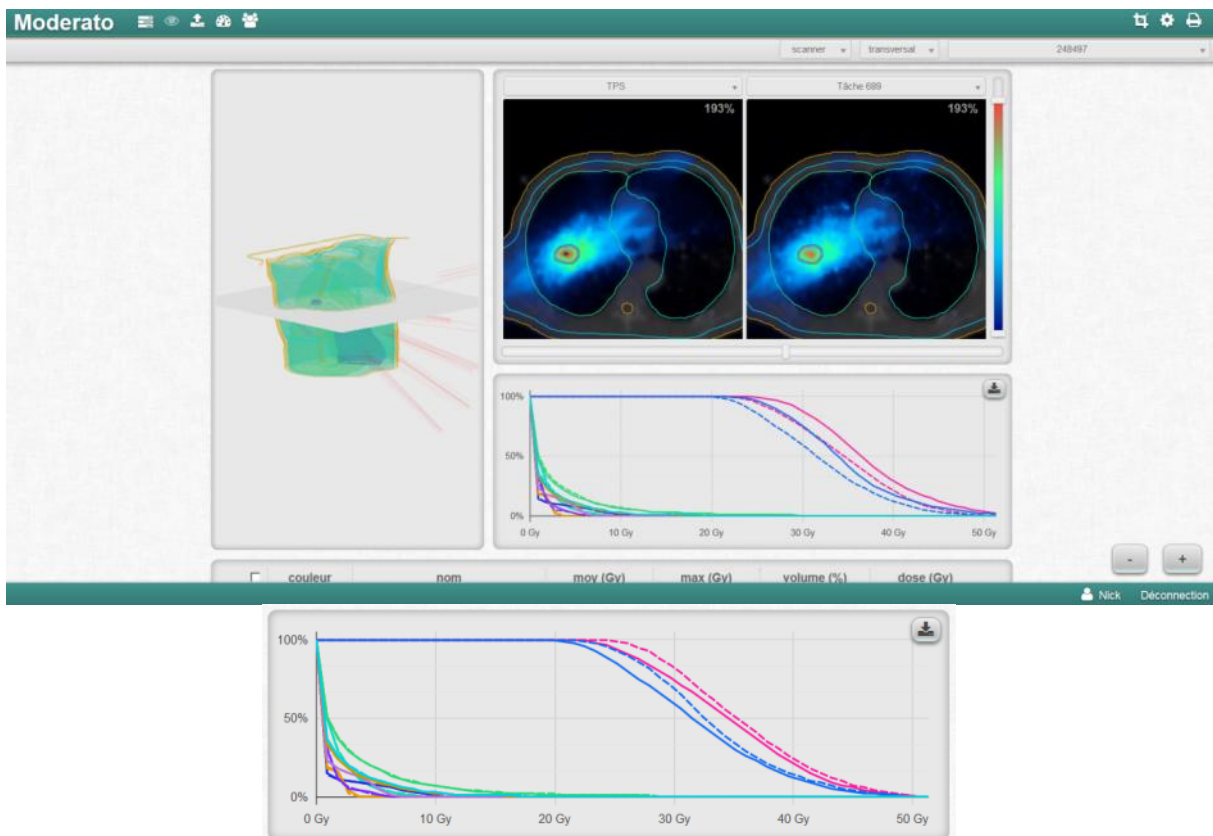 Moderato
scanner transversal 248497
TPS Tâche 689
193% 193%
100%
50%
0%
0 Gy 10 Gy 20 Gy 30 Gy 40 Gy 50 Gy
couleur nom moy (Gy) max (Gy) volume (%) dose (Gy)
- +
Nick Déconnection
100%
50%
0%
0 Gy 10 Gy 20 Gy 30 Gy 40 Gy 50 Gy